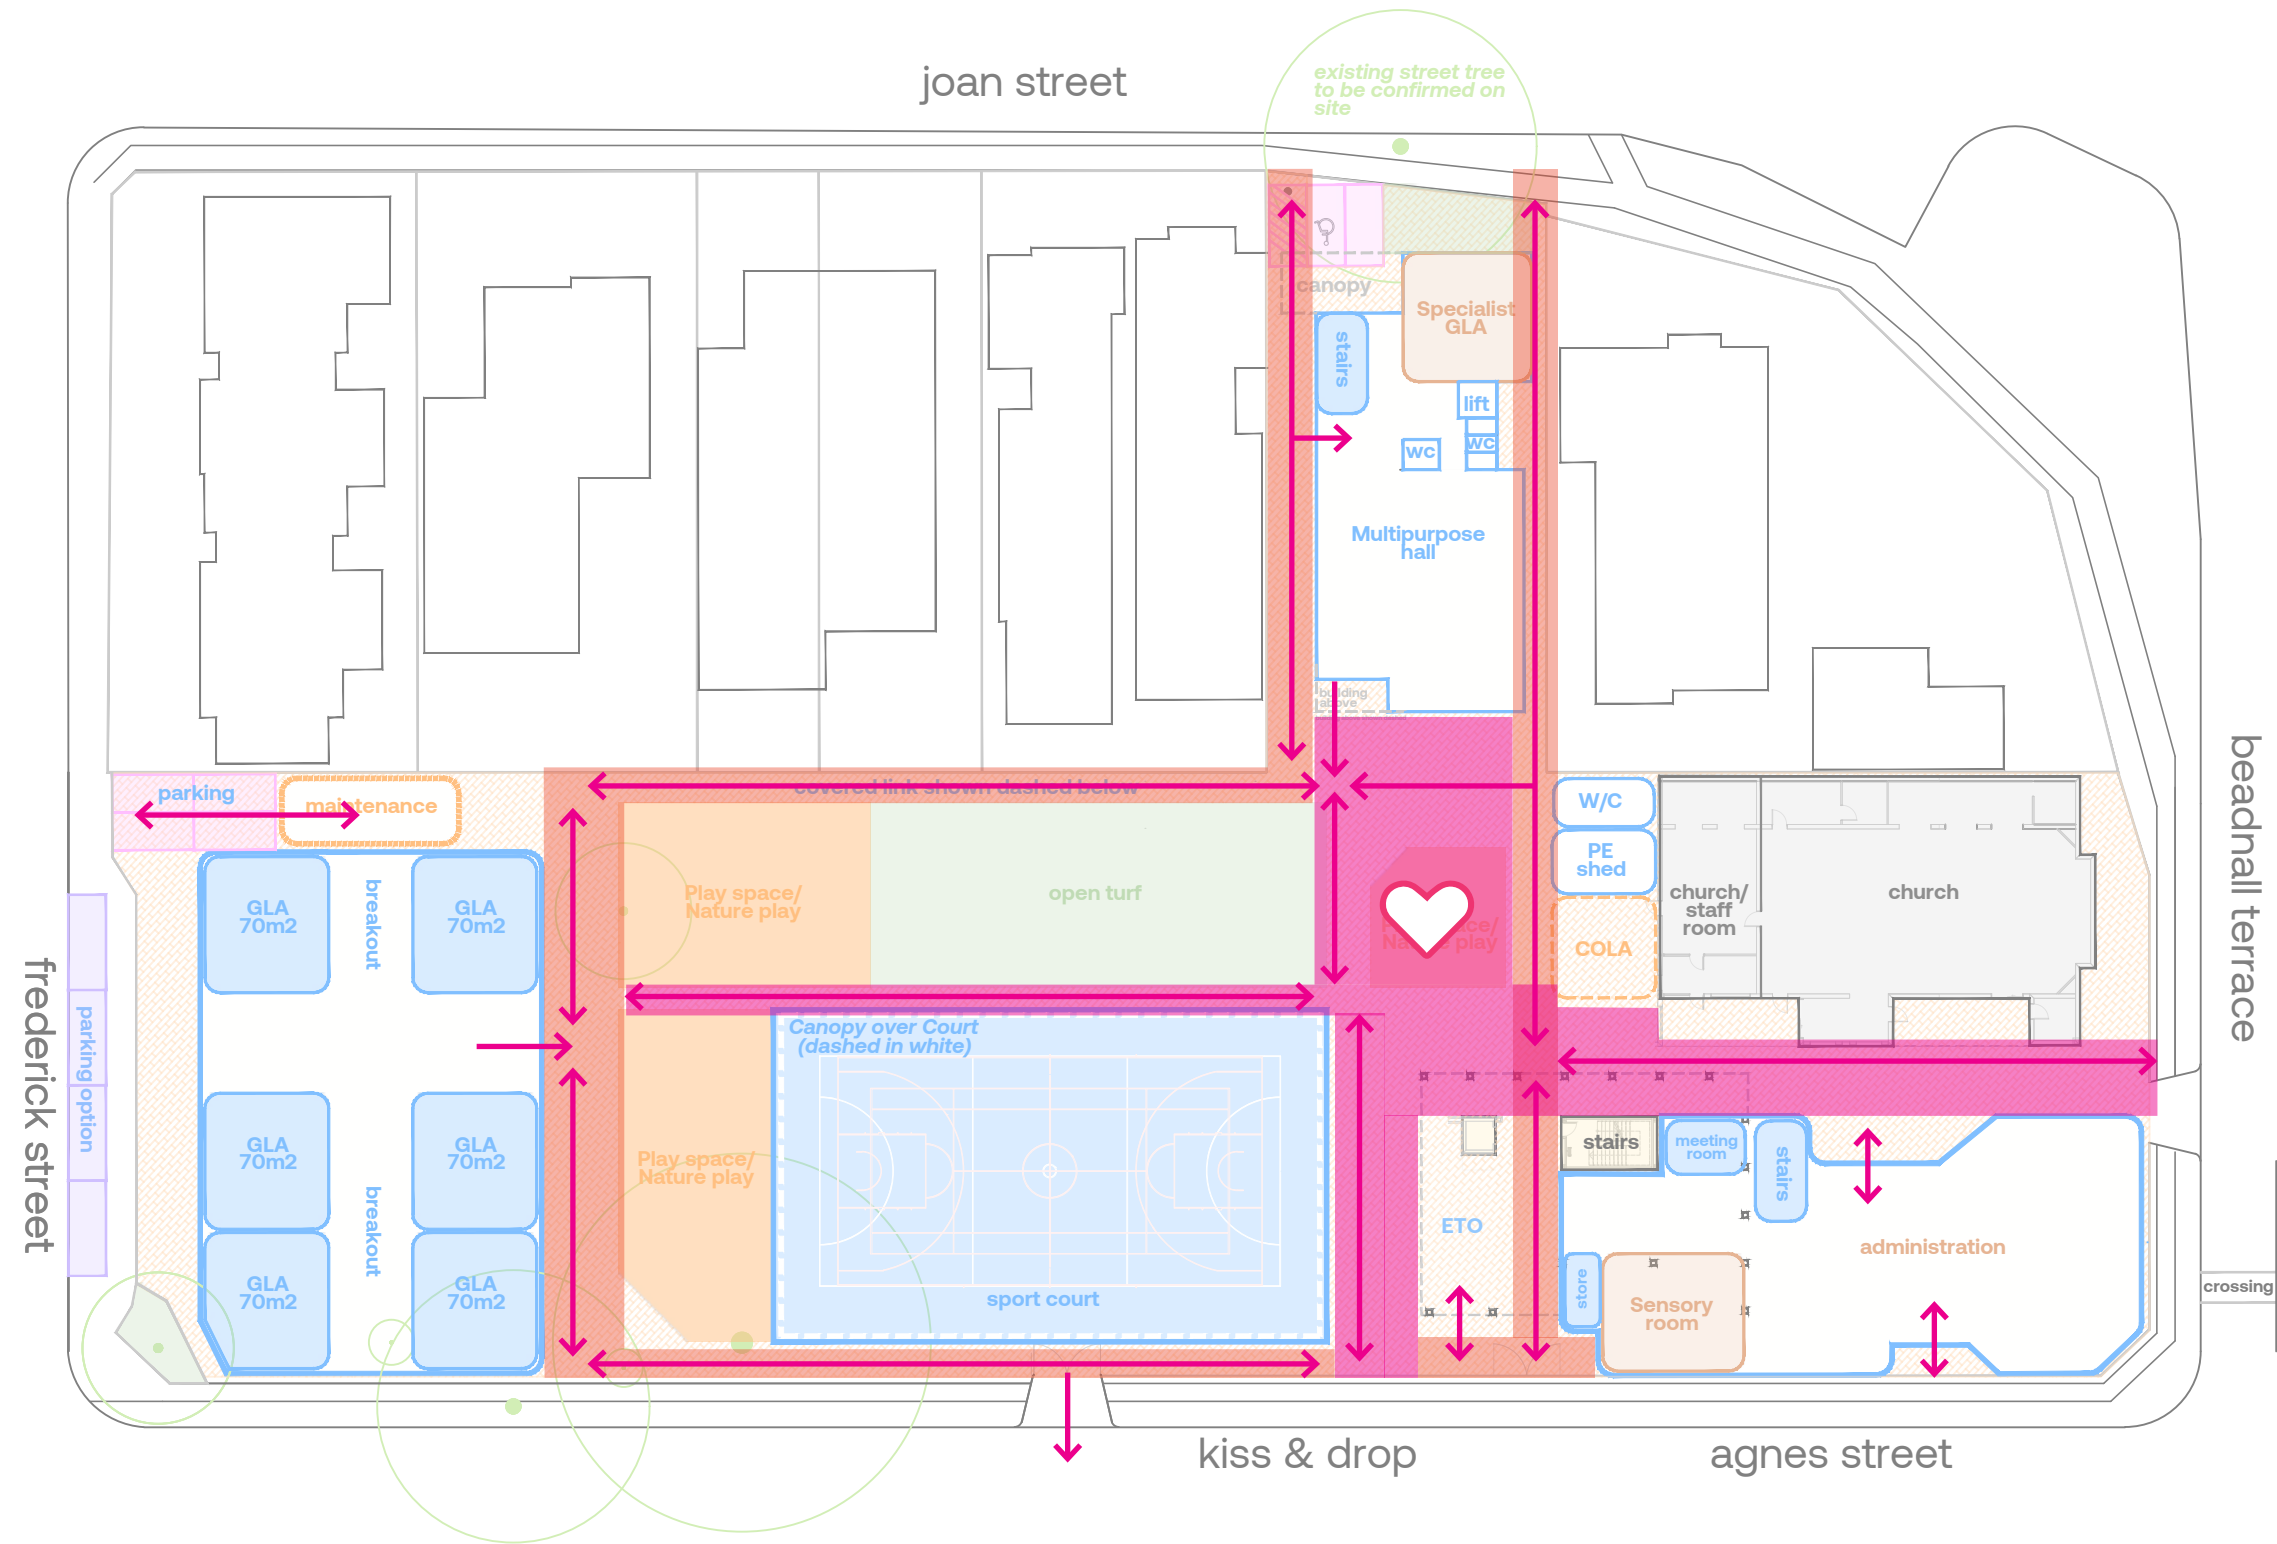 joan street
existing street tree
to be confirmed on
site
canopy
Specialist
GLA
stairs
lift
wc
wc
Multipurpose
hall
building
above
covered link shown dashed below
parking
maintenance
W/C
PE
shed
COLA
church/
staff
room
church
GLA
70m2
breakout
GLA
70m2
Play space/
Nature play
open turf
Canopy over Court
(dashed in white)
frederick street
parking option
beadnall terrace
GLA
70m2
GLA
70m2
Play space/
Nature play
stairs
meeting
room
stairs
ETO
administration
GLA
70m2
breakout
GLA
70m2
sport court
store
Sensory
room
crossing
kiss & drop
agnes street